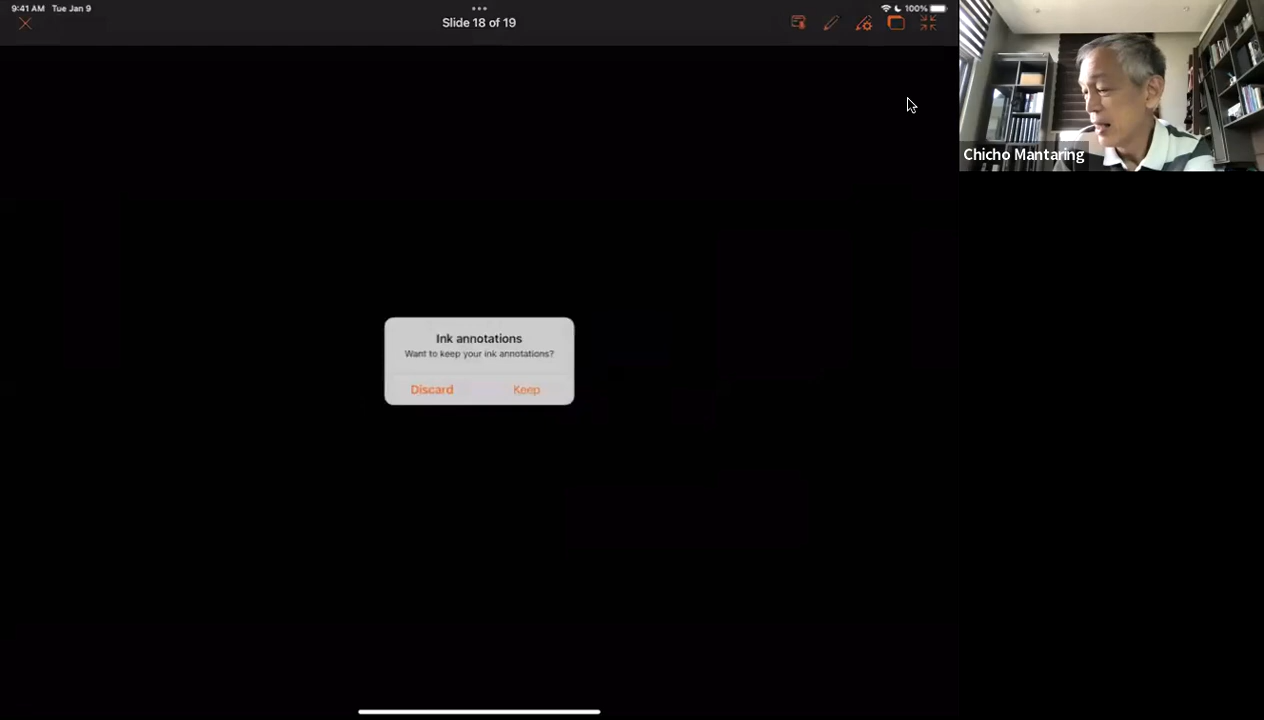 9:41 AM Tue Jan 9
100%
Slide 18 of 19
Chicho Mantaring
Ink annotations
Want to keep your ink annotations?
Discard Keep